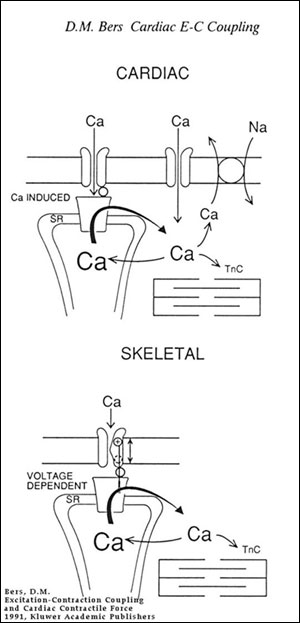 D.M. Bers Cardiac E-C Coupling
CARDIAC
Ca
Ca
Na
Ca INDUCED
SR
Ca
Ca
Ca
TnC
SKELETAL
Ca
VOLTAGE
DEPENDENT
SR
Ca
Ca
TnC
Bers, D.M.
Excitation-Contraction Coupling
and Cardiac Contractile Force
1991, Kluwer Academic Publishers